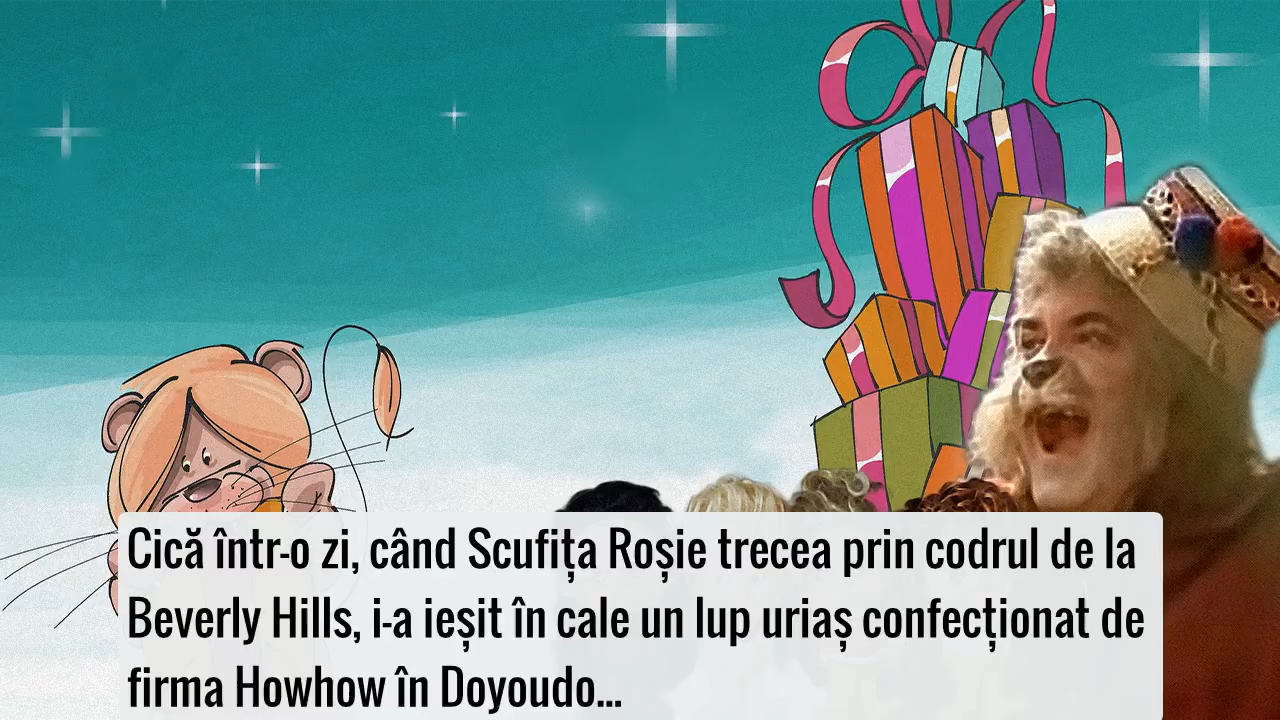 Cică într-o zi, când Scufița Roșie trecea prin codrul de la
Beverly Hills, i-a ieșit în cale un lup uriaș confecționat de
firma Howhow în Doyoudo...